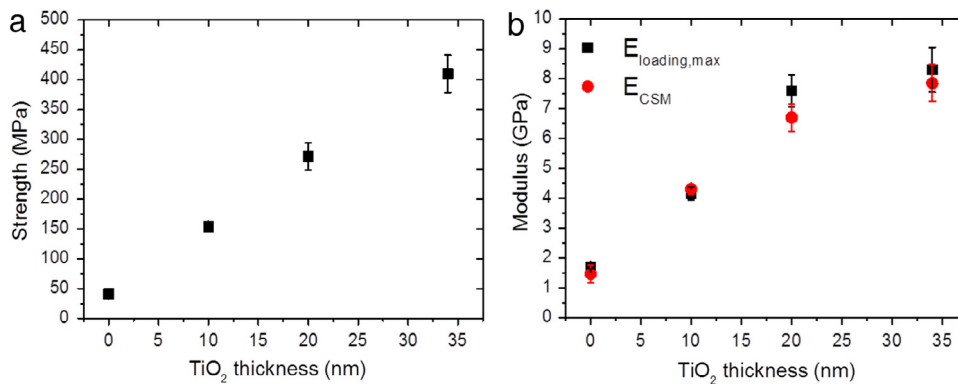 a
Strength (MPa)
500
450
400
350
300
250
200
150
100
50
0
0 5 10 15 20 25 30 35
TiO2 thickness (nm)
b
Modulus (GPa)
10
9
8
7
6
5
4
3
2
1
0
Eloading,max
ECSM
0 5 10 15 20 25 30 35
TiO2 thickness (nm)